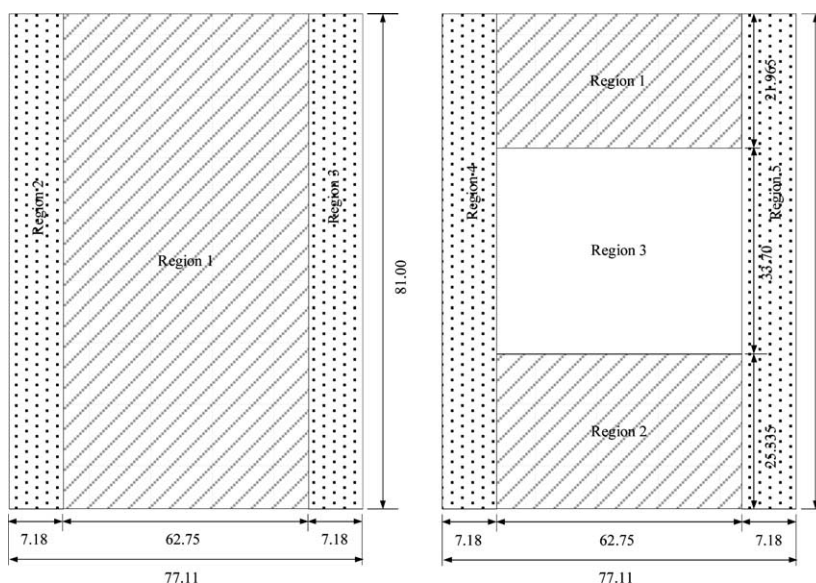 Region 2
Region 1
Region 3
81.00
7.18
62.75
7.18
77.11
Region 1
21.965
Region 4
Region 5
Region 3
33.70
Region 2
25.335
7.18
62.75
7.18
77.11